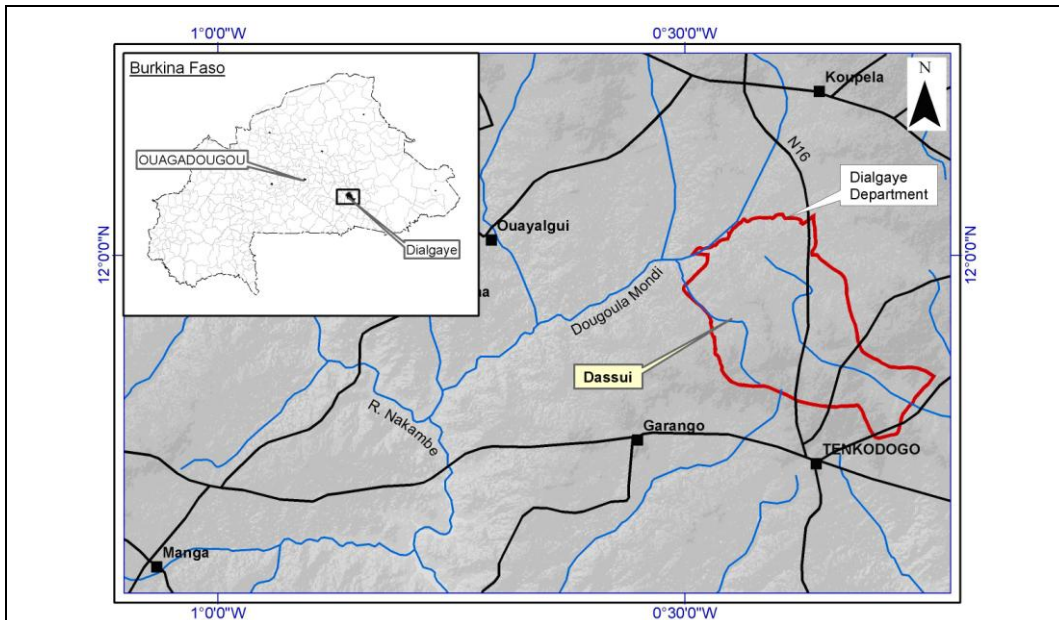 1°0'0"W
0°30'0"W
Burkina Faso
OUAGADOUGOU
Dialgaye
Koupela
N
N16
Dialgaye
Department
Ouayalgui
12°0'0"N
12°0'0"N
na
Dougoula Mondi
Dassui
R. Nakambe
Garango
TENKODOGO
Manga
1°0'0"W
0°30'0"W